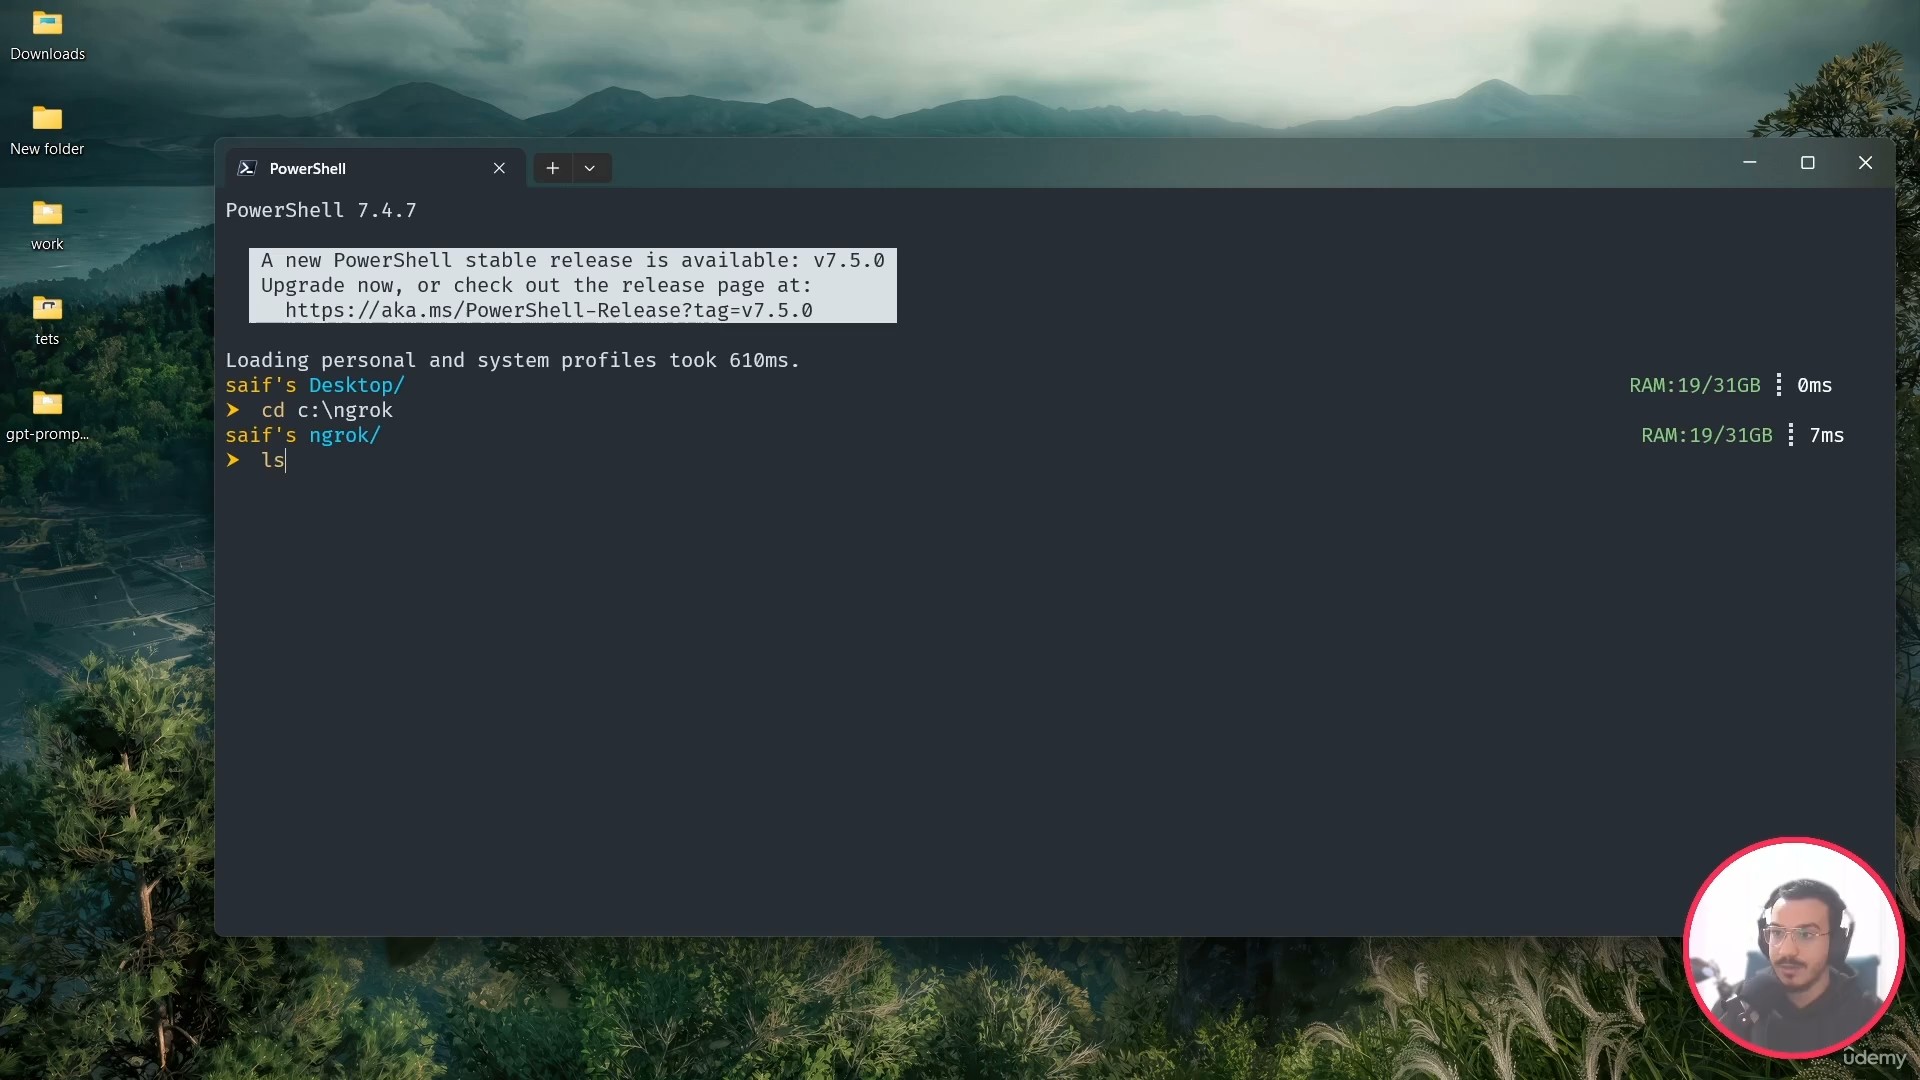 Downloads
New folder
work
tets
gpt-promp...
PowerShell
PowerShell 7.4.7
A new PowerShell stable release is available: v7.5.0
Upgrade now, or check out the release page at:
https://aka.ms/PowerShell-Release?tag=v7.5.0
Loading personal and system profiles took 610ms.
saif's Desktop/ RAM:19/31GB ⋮ 0ms
➤ cd c:\ngrok
saif's ngrok/ RAM:19/31GB ⋮ 7ms
➤ ls
udemy